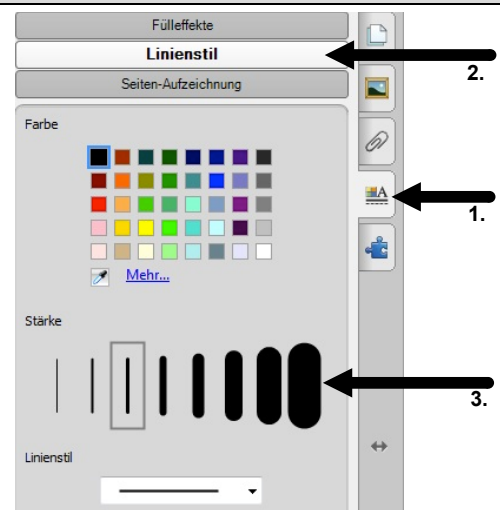 Fülleffekte
Linienstil
2.
Seiten-Aufzeichnung
Farbe
A
1.
Mehr...
Stärke
3.
Linienstil